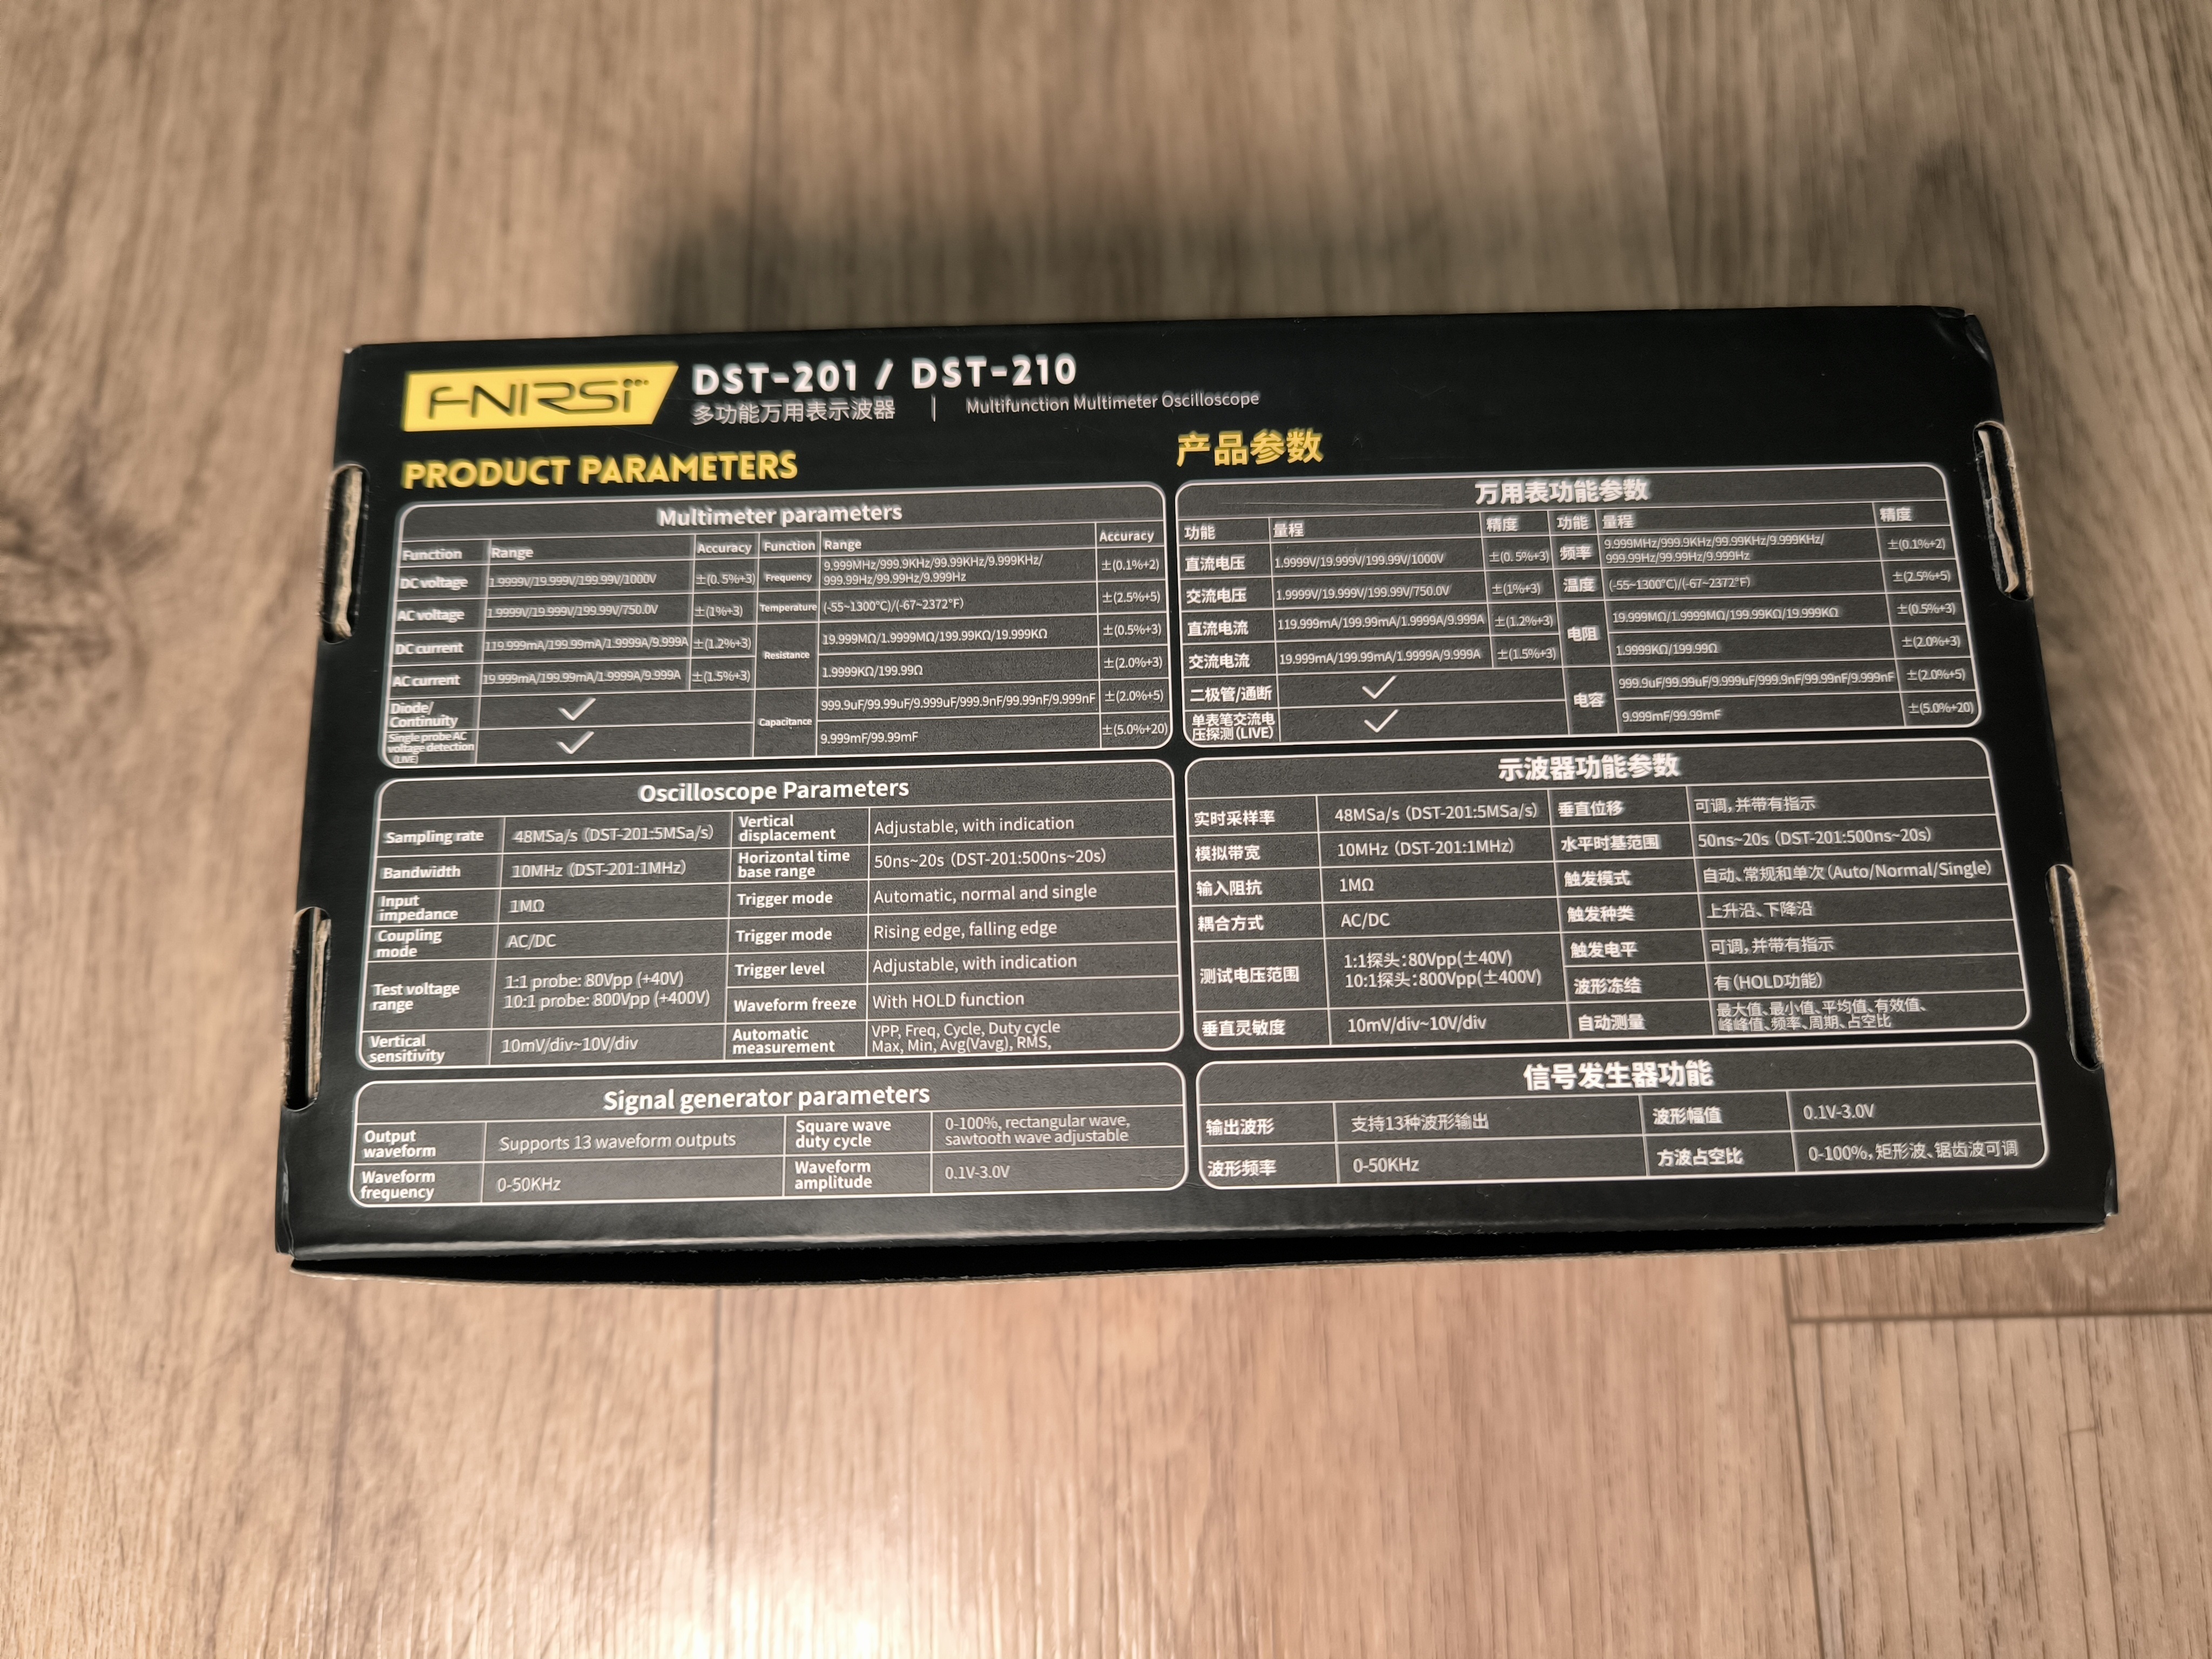 FNIRSI
DST-201 / DST-210
多功能万用表示波器 | Multifunction Multimeter Oscilloscope
PRODUCT PARAMETERS
Multimeter parameters
Function Range Accuracy Function Range Accuracy
DC voltage 1.9999V/19.999V/199.99V/1000V ±(0.5%+3) Frequency 9.999MHz/999.9KHz/99.99KHz/9.999KHz/
999.99Hz/99.99Hz/9.999Hz ±(0.1%+2)
AC voltage 1.9999V/19.999V/199.99V/750.0V ±(1%+3) Temperature (-55~1300°C)/(-67~2372°F) ±(2.5%+5)
DC current 119.999mA/199.99mA/1.9999A/9.999A ±(1.2%+3) Resistance 19.999MΩ/1.9999MΩ/199.99KΩ/19.999KΩ ±(0.5%+3)
AC current 19.999mA/199.99mA/1.9999A/9.999A ±(1.5%+3) 1.9999KΩ/199.99Ω ±(2.0%+3)
Diode/
Continuity ✓ Capacitance 999.9uF/99.99uF/9.999uF/999.9nF/99.99nF/9.999nF ±(2.0%+5)
Single probe AC
voltage detection
(LIVE) ✓ 9.999mF/99.99mF ±(5.0%+20)
Oscilloscope Parameters
Sampling rate 48MSa/s (DST-201:5MSa/s) Vertical
displacement Adjustable, with indication
Bandwidth 10MHz (DST-201:1MHz) Horizontal time
base range 50ns~20s (DST-201:500ns~20s)
Input
impedance 1MΩ Trigger mode Automatic, normal and single
Coupling
mode AC/DC Trigger mode Rising edge, falling edge
Test voltage
range 1:1 probe: 80Vpp (+40V)
10:1 probe: 800Vpp (+400V) Trigger level Adjustable, with indication
Waveform freeze With HOLD function
Vertical
sensitivity 10mV/div~10V/div Automatic
measurement VPP, Freq, Cycle, Duty cycle
Max, Min, Avg(Vavg), RMS,
Signal generator parameters
Output
waveform Supports 13 waveform outputs Square wave
duty cycle 0-100%, rectangular wave,
sawtooth wave adjustable
Waveform
frequency 0-50KHz Waveform
amplitude 0.1V-3.0V
产品参数
万用表功能参数
功能 量程 精度 功能 量程 精度
直流电压 1.9999V/19.999V/199.99V/1000V ±(0.5%+3) 频率 9.999MHz/999.9KHz/99.99KHz/9.999KHz/
999.99Hz/99.99Hz/9.999Hz ±(0.1%+2)
交流电压 1.9999V/19.999V/199.99V/750.0V ±(1%+3) 温度 (-55~1300°C)/(-67~2372°F) ±(2.5%+5)
直流电流 119.999mA/199.99mA/1.9999A/9.999A ±(1.2%+3) 电阻 19.999MΩ/1.9999MΩ/199.99KΩ/19.999KΩ ±(0.5%+3)
交流电流 19.999mA/199.99mA/1.9999A/9.999A ±(1.5%+3) 1.9999KΩ/199.99Ω ±(2.0%+3)
二极管/通断 ✓ 电容 999.9uF/99.99uF/9.999uF/999.9nF/99.99nF/9.999nF ±(2.0%+5)
单表笔交流电
压探测(LIVE) ✓ 9.999mF/99.99mF ±(5.0%+20)
示波器功能参数
实时采样率 48MSa/s (DST-201:5MSa/s) 垂直位移 可调,并带有指示
模拟带宽 10MHz (DST-201:1MHz) 水平时基范围 50ns~20s (DST-201:500ns~20s)
输入阻抗 1MΩ 触发模式 自动、常规和单次(Auto/Normal/Single)
耦合方式 AC/DC 触发种类 上升沿、下降沿
测试电压范围 1:1探头:80Vpp(±40V)
10:1探头:800Vpp(±400V) 触发电平 可调,并带有指示
波形冻结 有(HOLD功能)
垂直灵敏度 10mV/div~10V/div 自动测量 最大值、最小值、平均值、有效值、
峰峰值、频率、周期、占空比
信号发生器功能
输出波形 支持13种波形输出 波形幅值 0.1V-3.0V
波形频率 0-50KHz 方波占空比 0-100%,矩形波、锯齿波可调